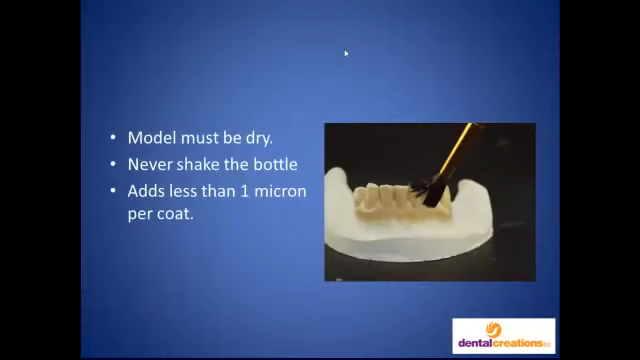 • Model must be dry.
• Never shake the bottle
• Adds less than 1 micron
per coat.
dentalcreations